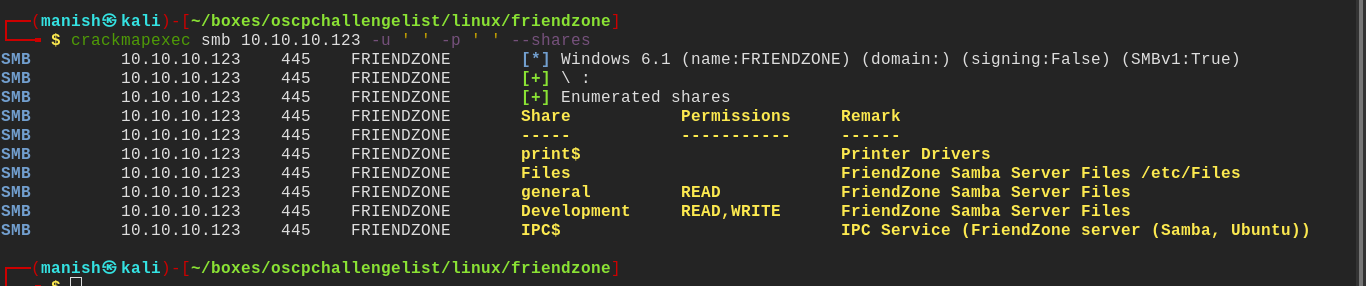 (manish㉿kali)-[~/boxes/oscpchallengelist/linux/friendzone]
$ crackmapexec smb 10.10.10.123 -u ' ' -p ' ' --shares
SMB 10.10.10.123 445 FRIENDZONE [*] Windows 6.1 (name:FRIENDZONE) (domain:) (signing:False) (SMBv1:True)
SMB 10.10.10.123 445 FRIENDZONE [+] \ :
SMB 10.10.10.123 445 FRIENDZONE [+] Enumerated shares
SMB 10.10.10.123 445 FRIENDZONE Share Permissions Remark
SMB 10.10.10.123 445 FRIENDZONE ----- ----------- ------
SMB 10.10.10.123 445 FRIENDZONE print$ Printer Drivers
SMB 10.10.10.123 445 FRIENDZONE Files FriendZone Samba Server Files /etc/Files
SMB 10.10.10.123 445 FRIENDZONE general READ FriendZone Samba Server Files
SMB 10.10.10.123 445 FRIENDZONE Development READ,WRITE FriendZone Samba Server Files
SMB 10.10.10.123 445 FRIENDZONE IPC$ IPC Service (FriendZone server (Samba, Ubuntu))
(manish㉿kali)-[~/boxes/oscpchallengelist/linux/friendzone]
$